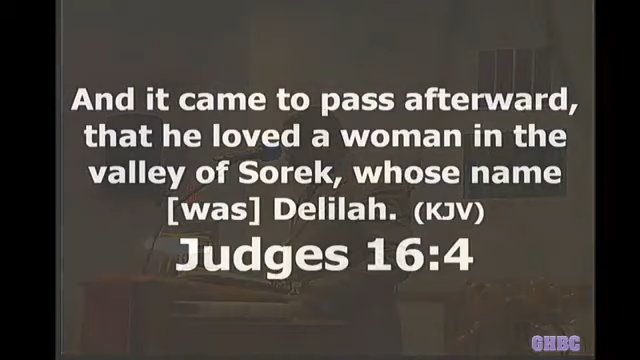 And it came to pass afterward,
that he loved a woman in the
valley of Sorek, whose name
[was] Delilah. (KJV)
Judges 16:4
GHBC